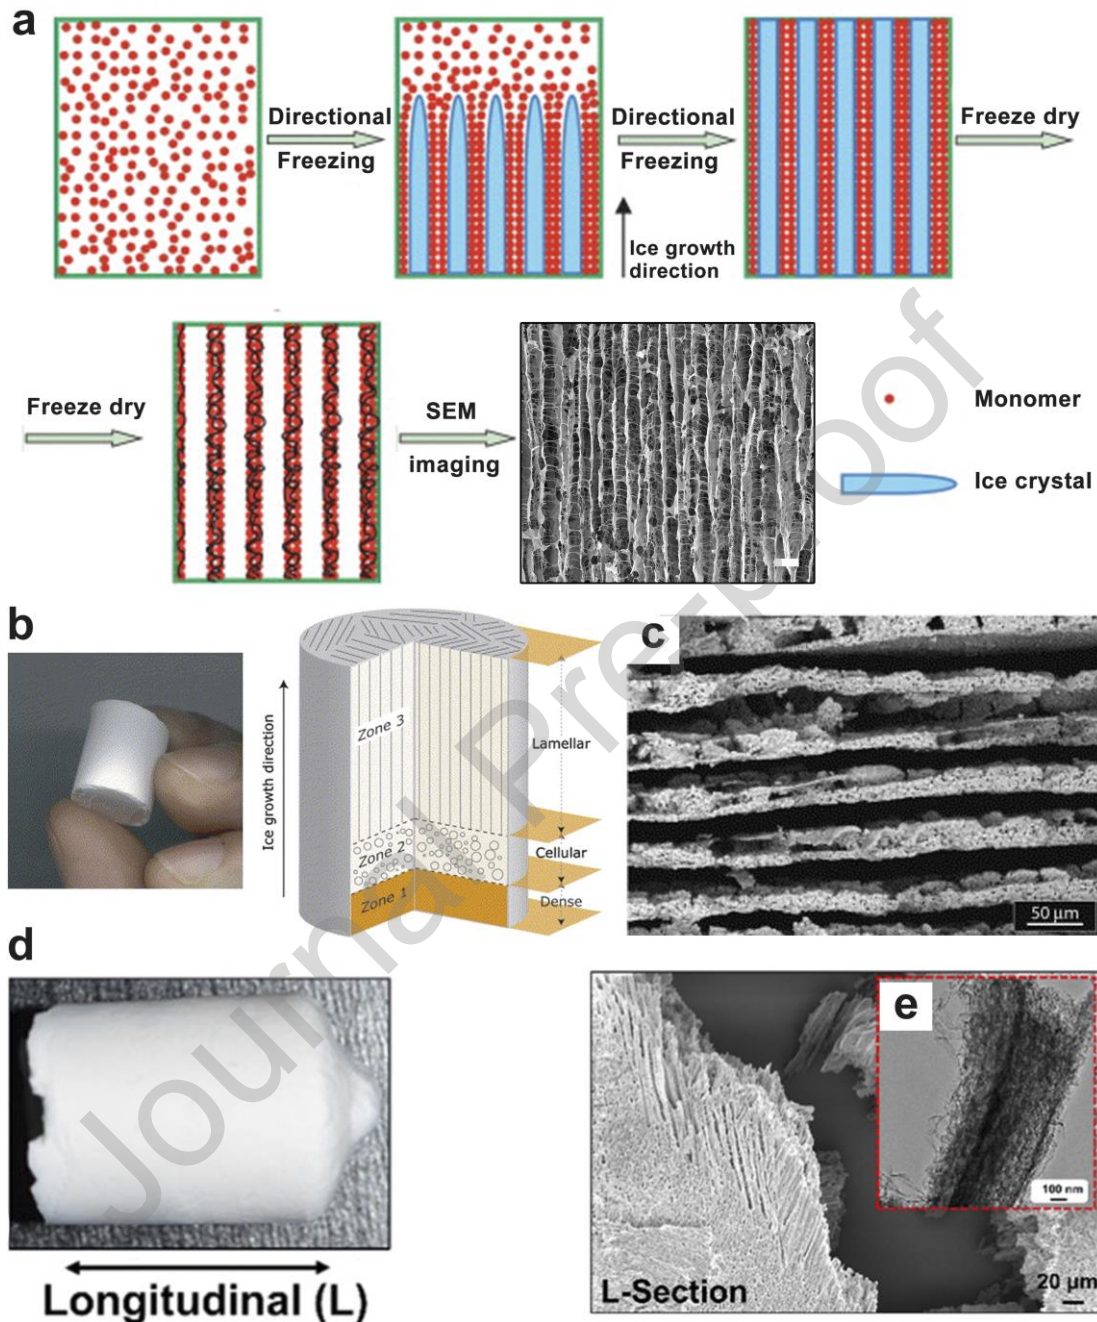 a
Directional
Freezing
Directional
Freezing
Freeze dry
Ice growth
direction
Freeze dry
SEM
imaging
Monomer
Ice crystal
b
Ice growth direction
Zone 3
Zone 2
Zone 1
Lamellar
Cellular
Dense
c
50 µm
d
Longitudinal (L)
e
100 nm
L-Section
20 µm
Journal Pre-proof